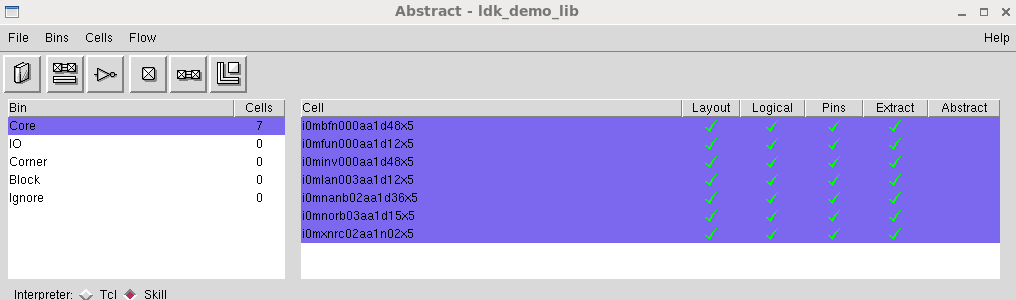 Abstract - ldk_demo_lib
File Bins Cells Flow Help
Bin Cells Cell Layout Logical Pins Extract Abstract
Core 7 i0mbfn000aa1d48x5
IO 0 i0mfun000aa1d12x5
Corner 0 i0minv000aa1d48x5
Block 0 i0mlan003aa1d12x5
Ignore 0 i0mnanb02aa1d36x5
i0mnorb03aa1d15x5
i0mxnrc02aa1n02x5
Interpreter: Tcl Skill